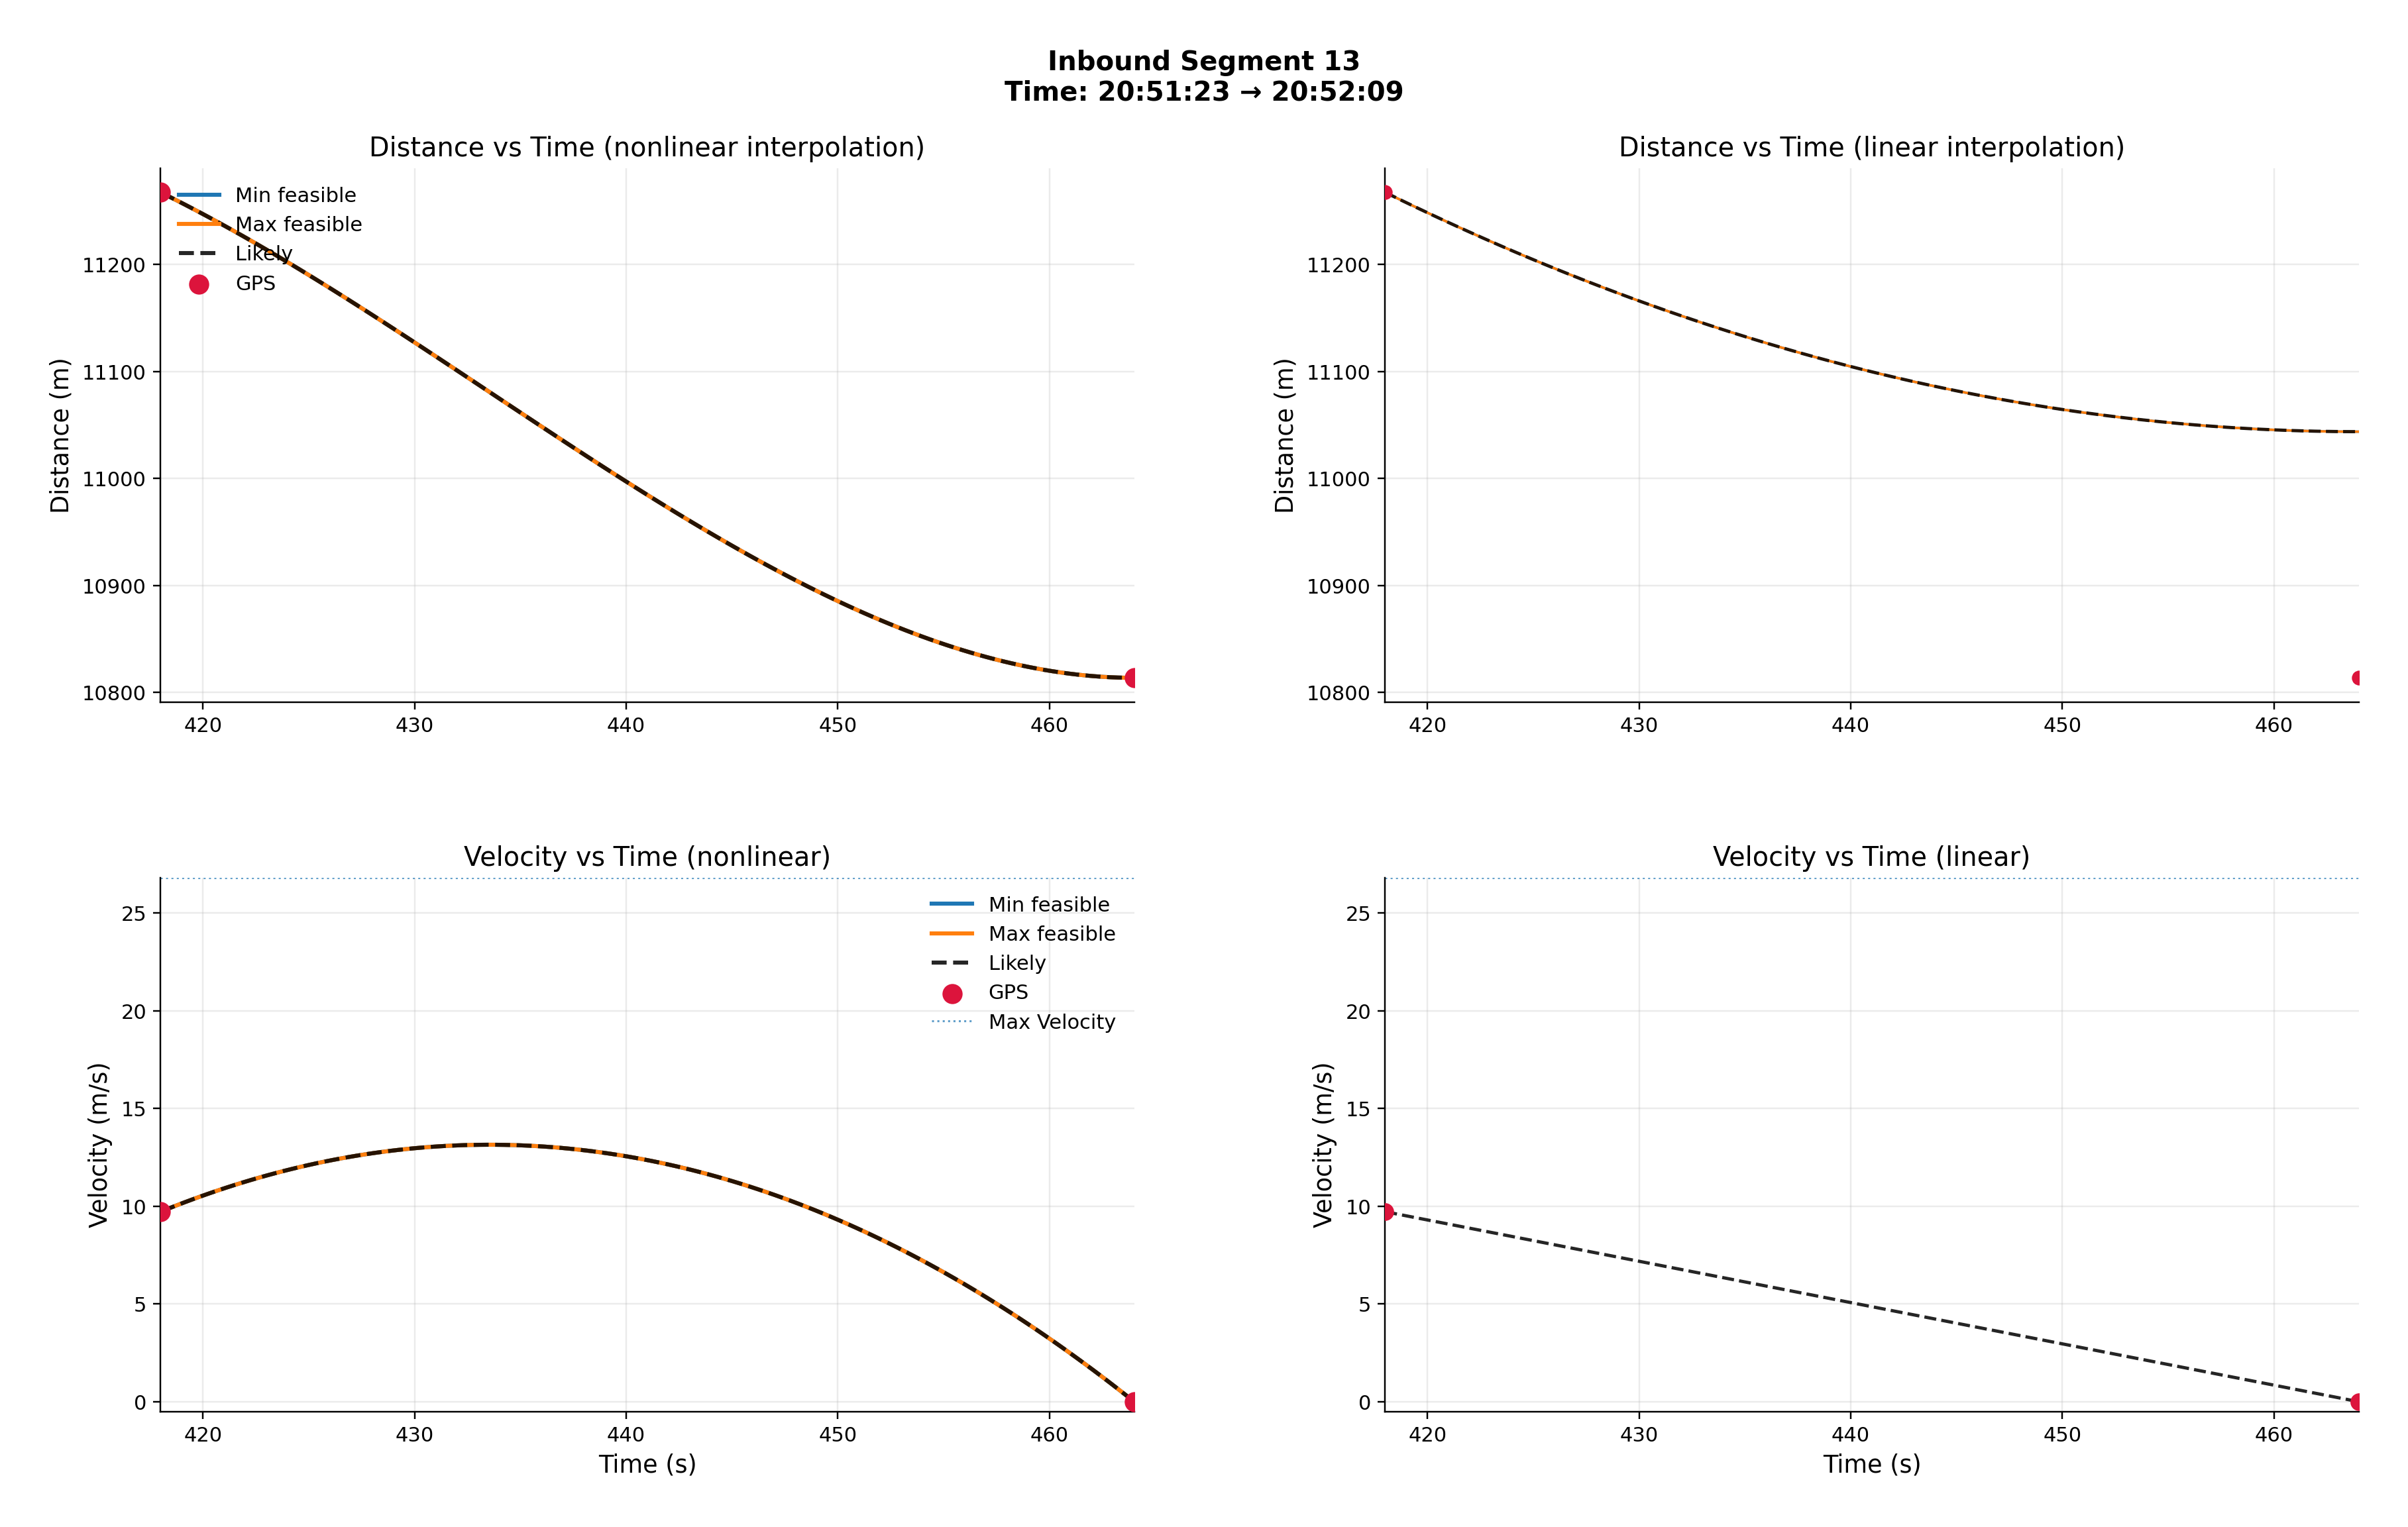 Inbound Segment 13
Time: 20:51:23 → 20:52:09
Distance vs Time (nonlinear interpolation)
Distance (m)
11200
11100
11000
10900
10800
Min feasible
Max feasible
Likely
GPS
420 430 440 450 460
Distance vs Time (linear interpolation)
Distance (m)
11200
11100
11000
10900
10800
420 430 440 450 460
Velocity vs Time (nonlinear)
Velocity (m/s)
25
20
15
10
5
0
Min feasible
Max feasible
Likely
GPS
Max Velocity
420 430 440 450 460
Time (s)
Velocity vs Time (linear)
Velocity (m/s)
25
20
15
10
5
0
420 430 440 450 460
Time (s)